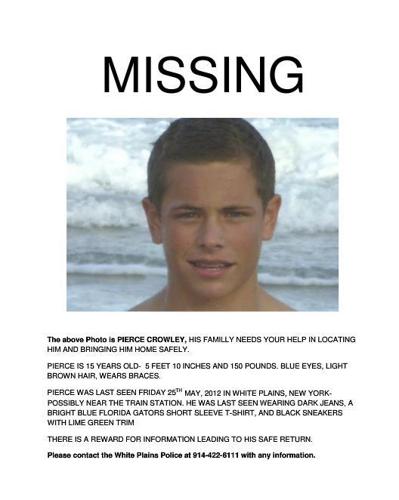 MISSING
The above Photo is PIERCE CROWLEY, HIS FAMILLY NEEDS YOUR HELP IN LOCATING
HIM AND BRINGING HIM HOME SAFELY.
PIERCE IS 15 YEARS OLD- 5 FEET 10 INCHES AND 150 POUNDS. BLUE EYES, LIGHT
BROWN HAIR, WEARS BRACES.
PIERCE WAS LAST SEEN FRIDAY 25TH MAY, 2012 IN WHITE PLAINS, NEW YORK-
POSSIBLY NEAR THE TRAIN STATION. HE WAS LAST SEEN WEARING DARK JEANS, A
BRIGHT BLUE FLORIDA GATORS SHORT SLEEVE T-SHIRT, AND BLACK SNEAKERS
WITH LIME GREEN TRIM
THERE IS A REWARD FOR INFORMATION LEADING TO HIS SAFE RETURN.
Please contact the White Plains Police at 914-422-6111 with any information.